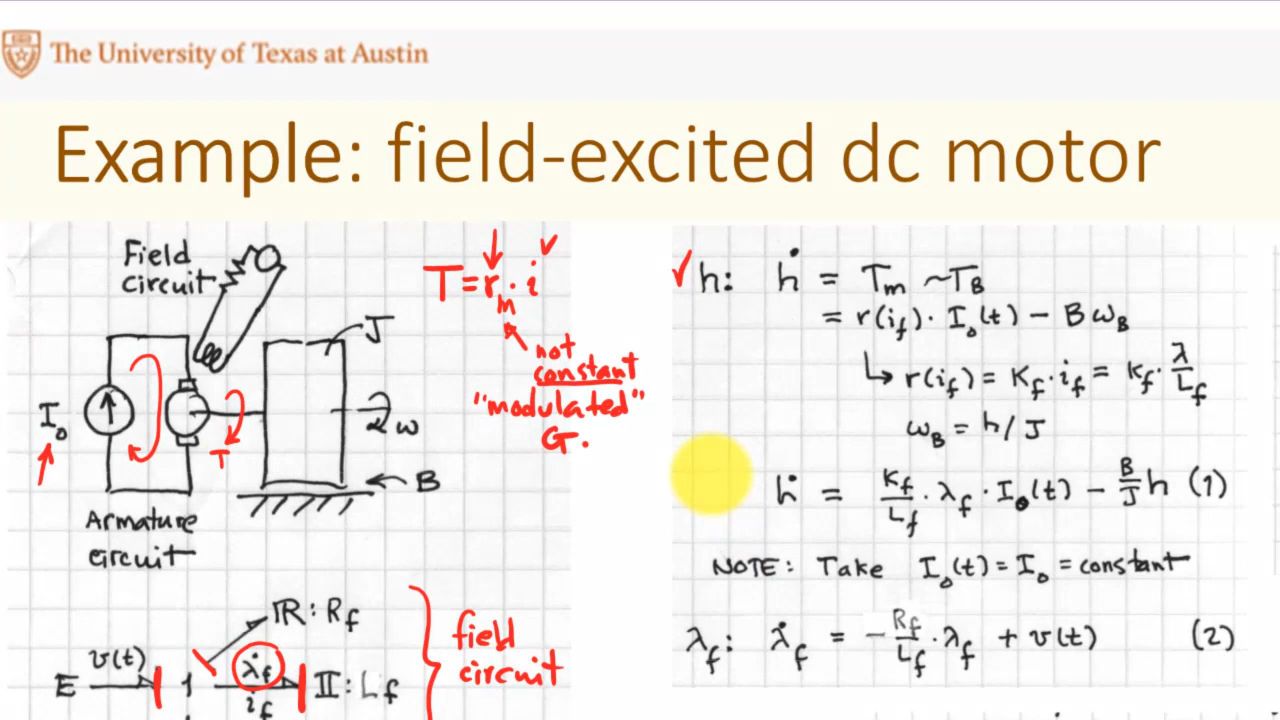 The University of Texas at Austin
Example: field-excited dc motor
Field
circuit
T = r_m · i
not
constant
"modulated"
G.
J
I_o
T
ω
B
Armature
circuit
h: ḣ = T_m ~ T_B
= r(i_f) · I_o(t) - B ω_B
↳ r(i_f) = K_f · i_f = K_f · λ/L_f
ω_B = h/J
ḣ = K_f/L_f · λ_f · I_o(t) - B/J h (1)
NOTE: Take I_o(t) = I_o = constant
λ_f: λ̇_f = - R_f/L_f · λ_f + v(t) (2)
R: R_f
E v(t) 1 λ̇_f i_f I: L_f
field
circuit